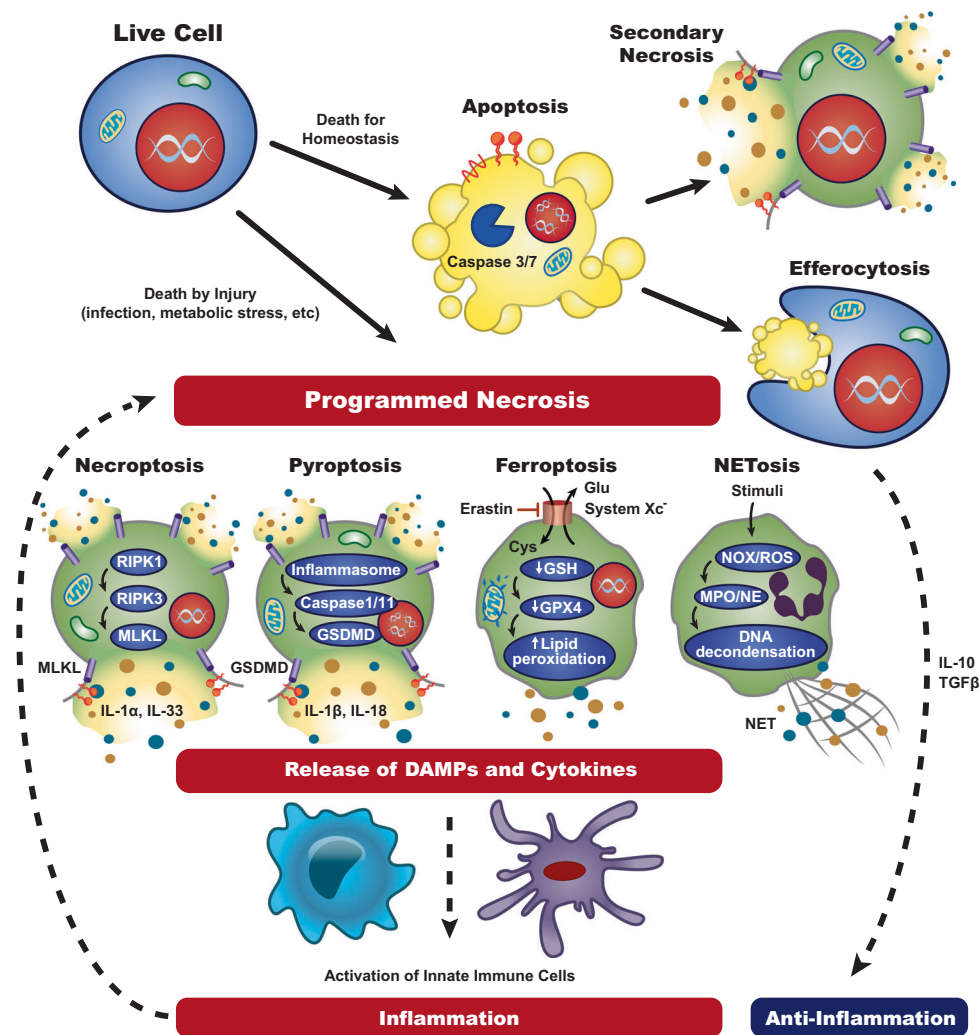 Live Cell
Secondary
Necrosis
Apoptosis
Death for
Homeostasis
Caspase 3/7
Efferocytosis
Death by Injury
(infection, metabolic stress, etc)
Programmed Necrosis
Necroptosis
RIPK1
RIPK3
MLKL
MLKL
IL-1α, IL-33
Pyroptosis
Inflammasome
Caspase1/11
GSDMD
GSDMD
IL-1β, IL-18
Ferroptosis
Glu
Erastin
System Xc⁻
Cys
↓GSH
↓GPX4
↑Lipid
peroxidation
NETosis
Stimuli
NOX/ROS
MPO/NE
DNA
decondensation
NET
IL-10
TGFβ
Release of DAMPs and Cytokines
Activation of Innate Immune Cells
Inflammation
Anti-Inflammation